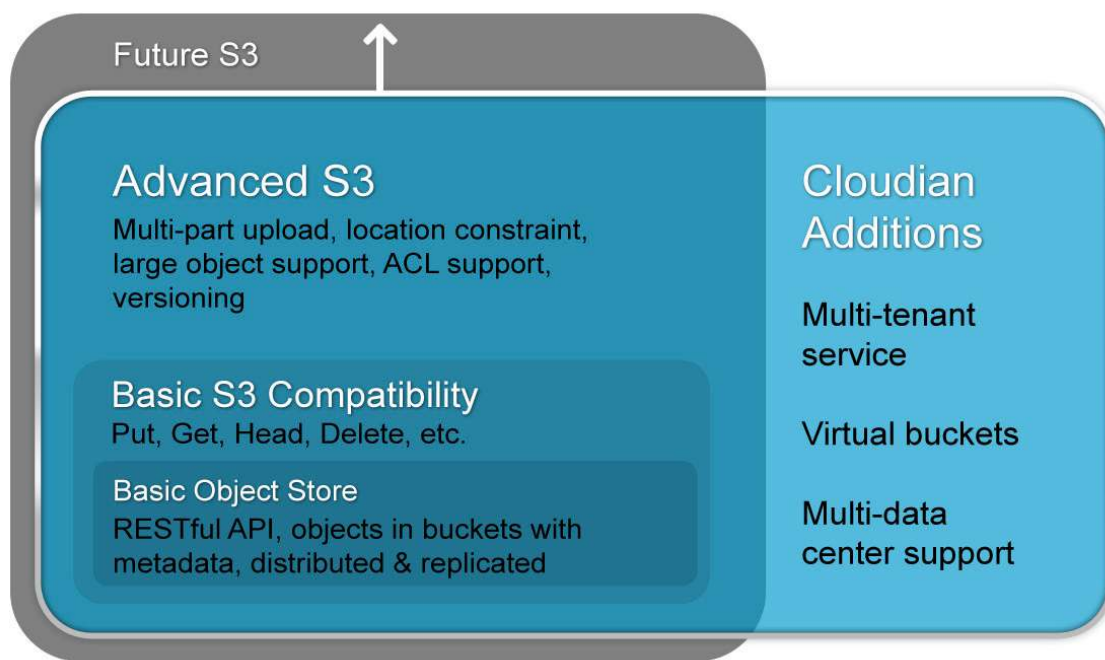 Future S3
Advanced S3
Multi-part upload, location constraint,
large object support, ACL support,
versioning
Basic S3 Compatibility
Put, Get, Head, Delete, etc.
Basic Object Store
RESTful API, objects in buckets with
metadata, distributed & replicated
Cloudian
Additions
Multi-tenant
service
Virtual buckets
Multi-data
center support